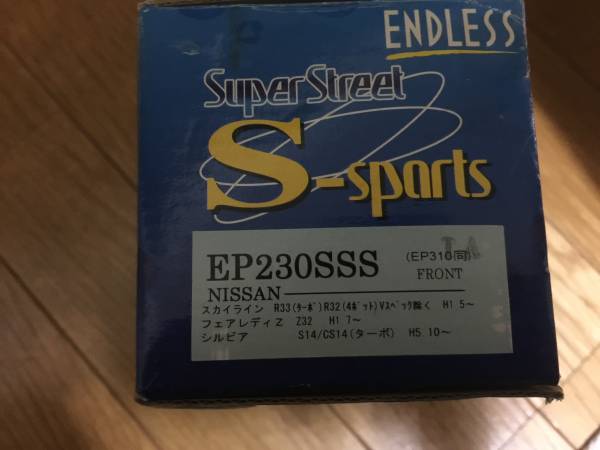 ENDLESS
Super Street
S-sports
EP230SSS (EP310同)
FRONT
NISSAN
スカイライン R33(ターボ)R32(4ポット)Vスペック除く H1.5～
フェアレディZ Z32 H1 7～
シルビア S14/CS14(ターボ) H5.10～